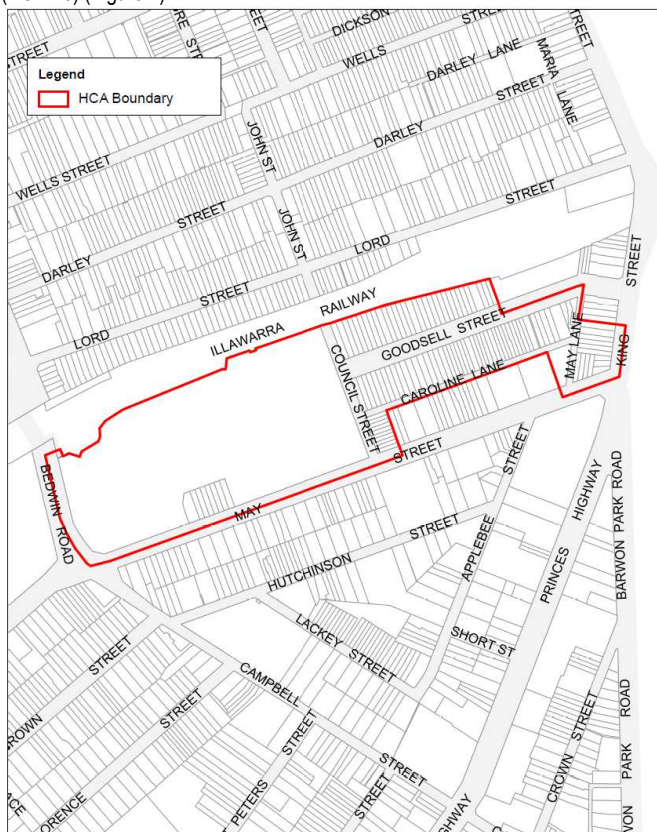 STREET
DICKSON
STREET
WELLS
DARLEY LANE
MARIA LANE
STREET
Legend
HCA Boundary
JOHN ST
DARLEY
STREET
WELLS STREET
STREET
DARLEY
STREET
JOHN ST
LORD
STREET
STREET
LORD
STREET
ILLAWARRA RAILWAY
GOODSELL STREET
MAY LANE
KING
COUNCIL STREET
CAROLINE LANE
STREET
MAY
BEDWIN ROAD
HUTCHINSON STREET
APPLEBEE STREET
PRINCES HIGHWAY
BARWON PARK ROAD
LACKEY STREET
SHORT ST
CAMPBELL STREET
STREET
STREET
PETERS STREET
STREET
CROWN STREET
PARK ROAD